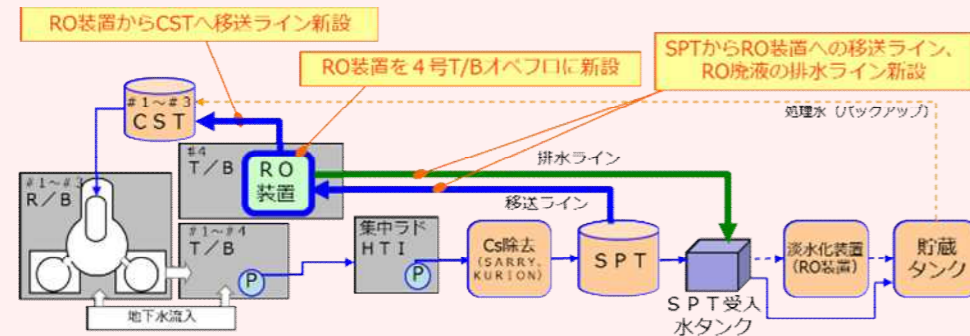 RO装置からCSTへ移送ライン新設
RO装置を4号T/Bオペフロに新設
SPTからRO装置への移送ライン、
RO廃液の排水ライン新設
#1~#3
CST
処理水(バックアップ)
#4
T/B
RO
装置
排水ライン
移送ライン
#1~#3
R/B
#1~#4
T/B
P
集中ラド
HTI
P
Cs除去
(SARRY、
KURION)
SPT
SPT受入
水タンク
淡水化装置
(RO装置)
貯蔵
タンク
地下水流入